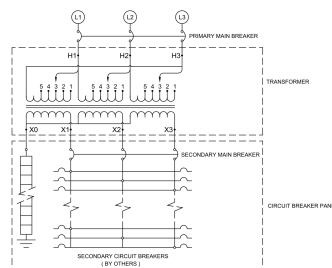 L1 L2 L3
PRIMARY MAIN BREAKER
H1 H2 H3
5 4 3 2 1 5 4 3 2 1 5 4 3 2 1
TRANSFORMER
X0 X1 X2 X3
SECONDARY MAIN BREAKER
CIRCUIT BREAKER PAN
SECONDARY CIRCUIT BREAKERS
( BY OTHERS )